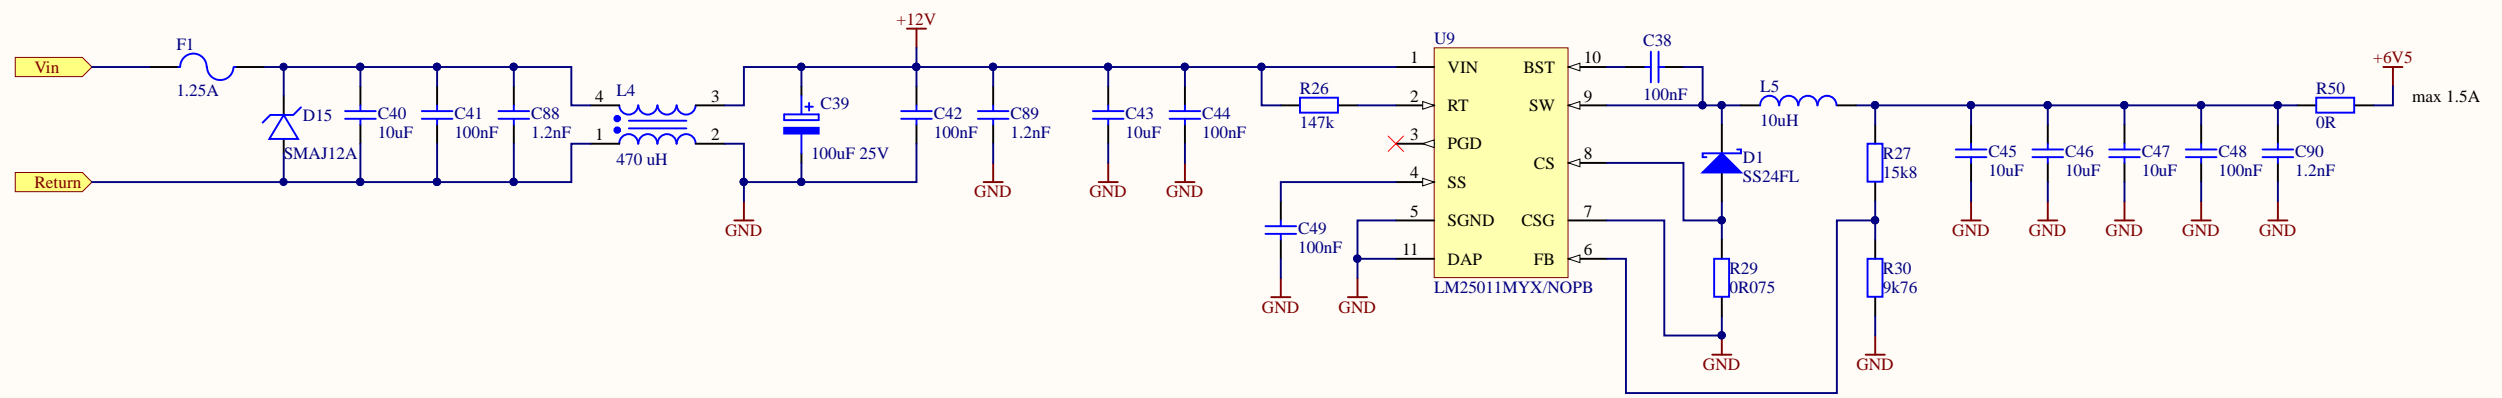 +12V
F1
Vin
1.25A
D15
SMAJ12A
C40
10uF
C41
100nF
C88
1.2nF
L4
4
3
1
2
470 uH
C39
100uF 25V
C42
100nF
C89
1.2nF
C43
10uF
C44
100nF
Return
GND
GND
GND
GND
R26
147k
C49
100nF
GND
GND
U9
1
VIN
2
RT
3
PGD
4
SS
5
SGND
11
DAP
BST
10
SW
9
CS
8
CSG
7
FB
6
LM25011MYX/NOPB
C38
100nF
L5
10uH
D1
SS24FL
R29
0R075
GND
R27
15k8
R30
9k76
GND
C45
10uF
C46
10uF
C47
10uF
C48
100nF
C90
1.2nF
GND
GND
GND
GND
GND
R50
0R
+6V5
max 1.5A